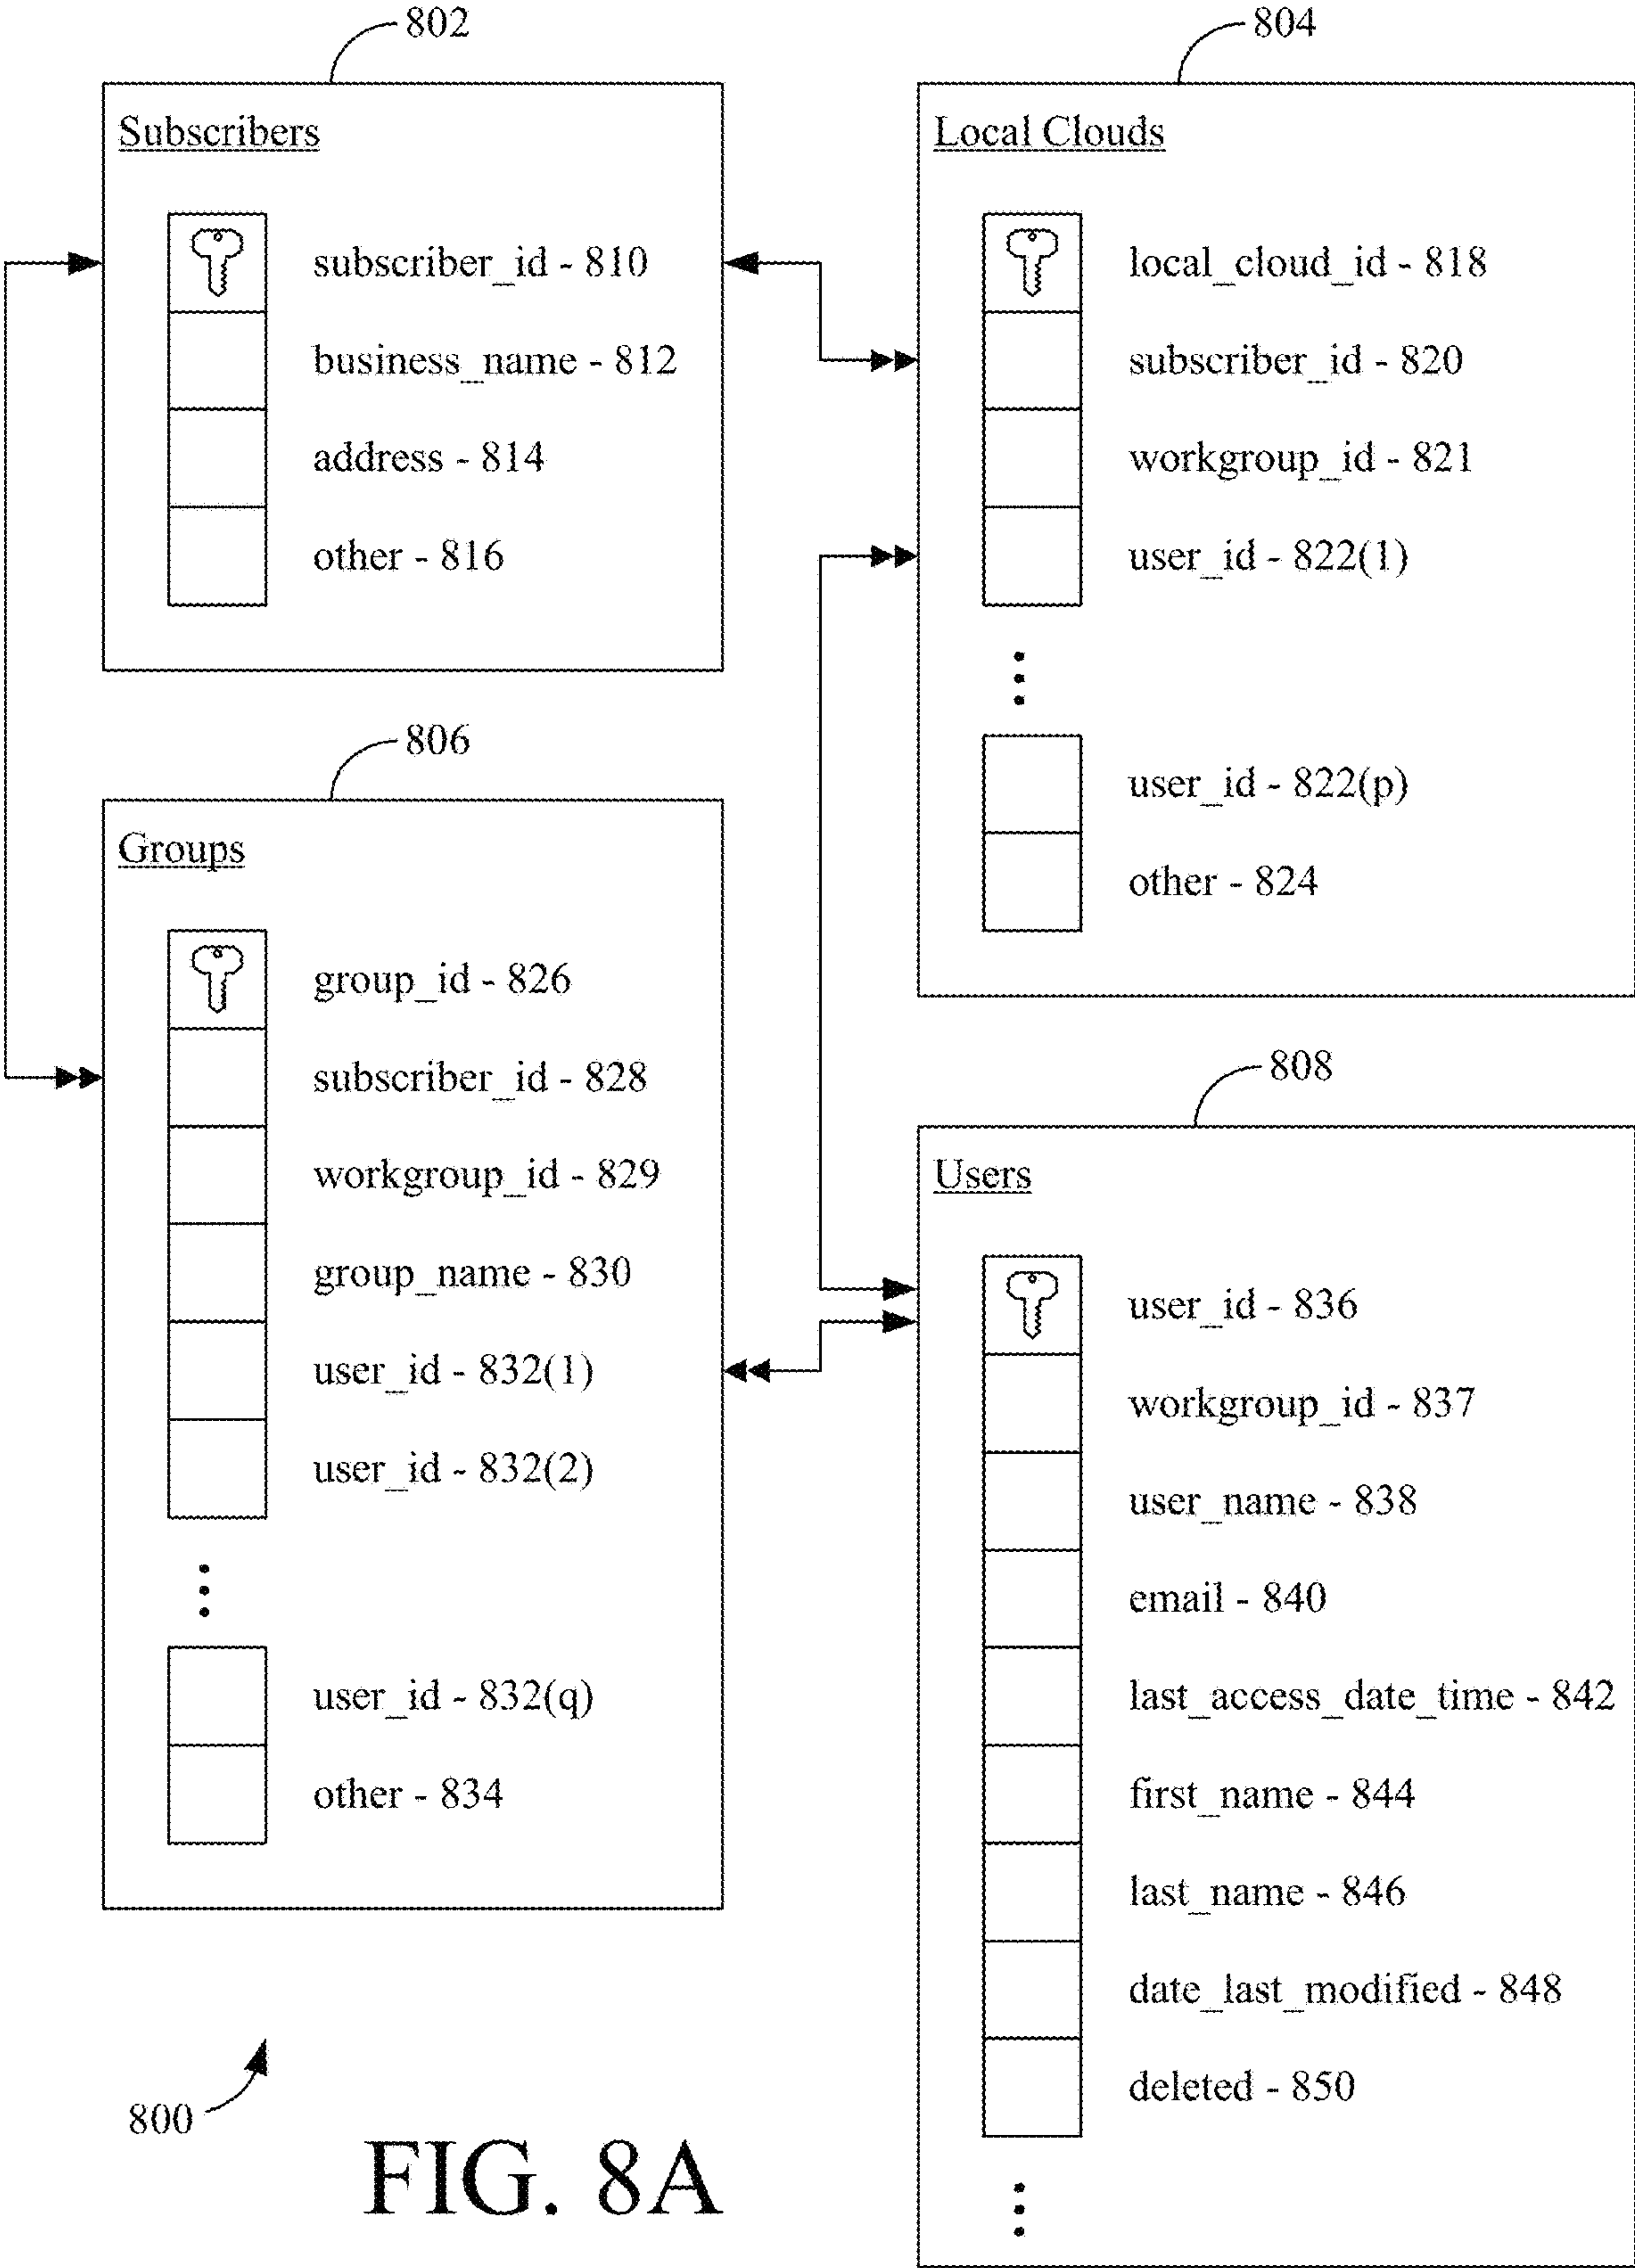 802
Subscribers
subscriber_id - 810
business_name - 812
address - 814
other - 816
804
Local Clouds
local_cloud_id - 818
subscriber_id - 820
workgroup_id - 821
user_id - 822(1)
user_id - 822(p)
other - 824
806
Groups
group_id - 826
subscriber_id - 828
workgroup_id - 829
group_name - 830
user_id - 832(1)
user_id - 832(2)
user_id - 832(q)
other - 834
808
Users
user_id - 836
workgroup_id - 837
user_name - 838
email - 840
last_access_date_time - 842
first_name - 844
last_name - 846
date_last_modified - 848
deleted - 850
800
FIG. 8A